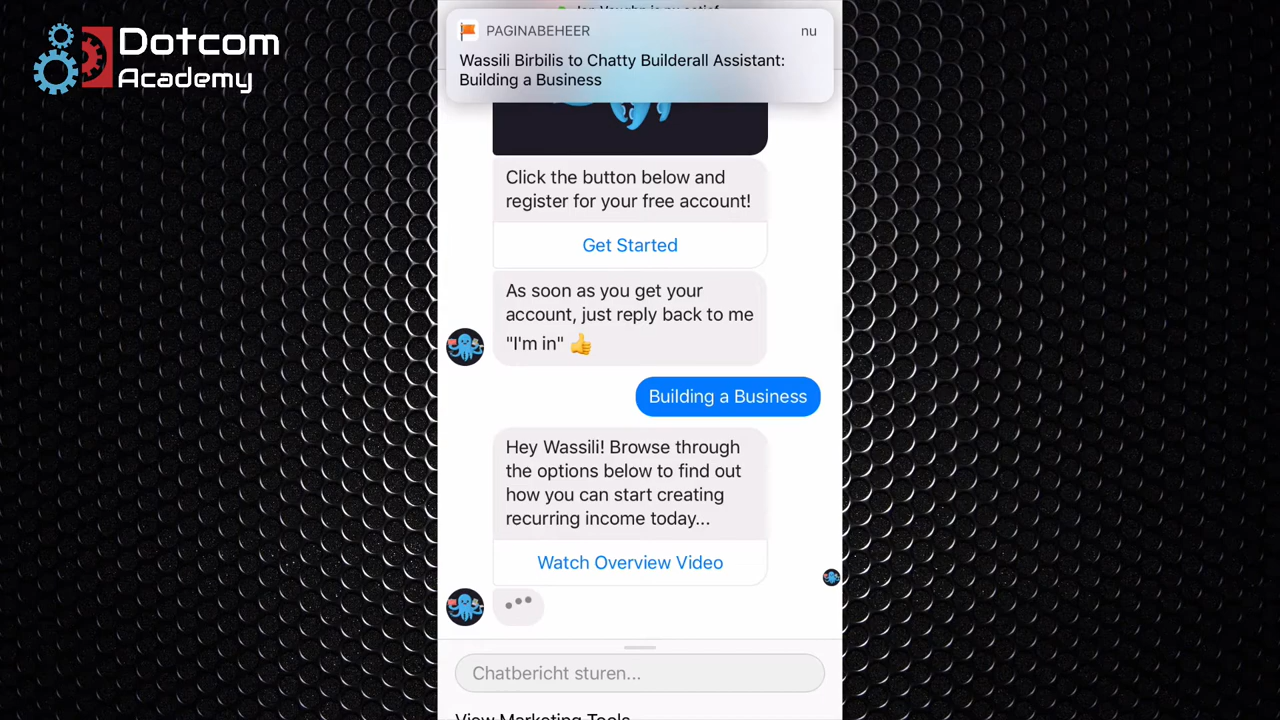 Dotcom
Academy
PAGINABEHEER
nu
Wassili Birbilis to Chatty Builderall Assistant:
Building a Business
Click the button below and
register for your free account!
Get Started
As soon as you get your
account, just reply back to me
"I'm in" 👍
Building a Business
Hey Wassili! Browse through
the options below to find out
how you can start creating
recurring income today...
Watch Overview Video
Chatbericht sturen...
View Marketing Tools